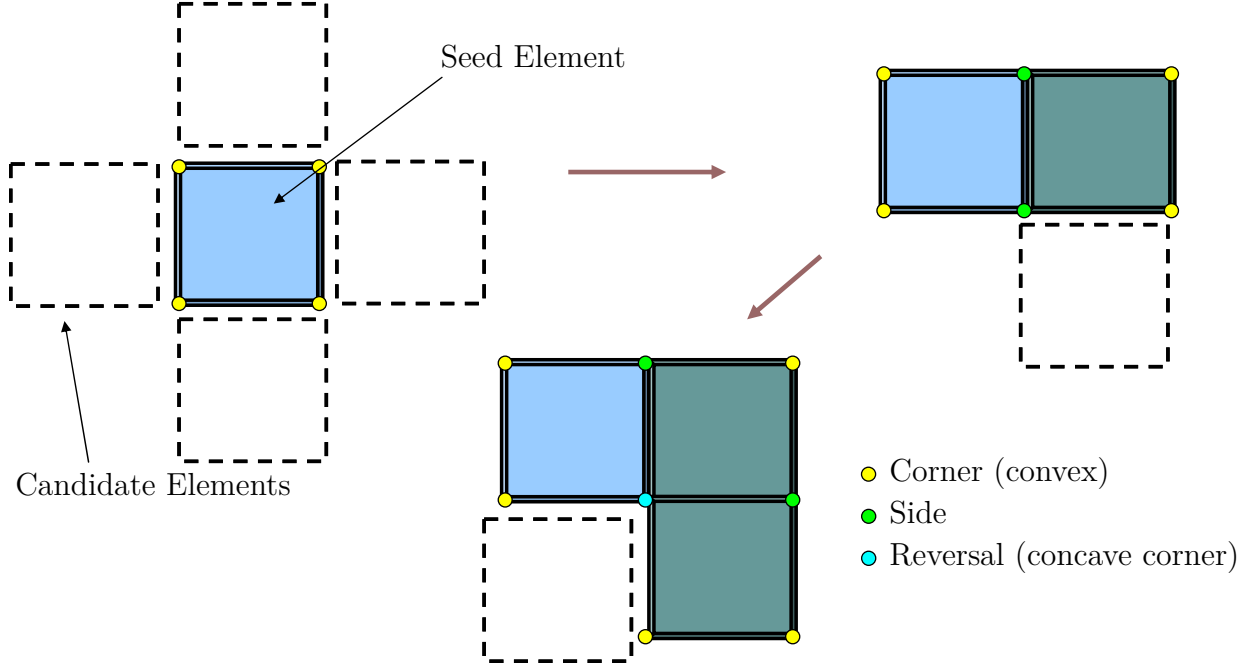 Seed Element
Candidate Elements
Corner (convex)
Side
Reversal (concave corner)